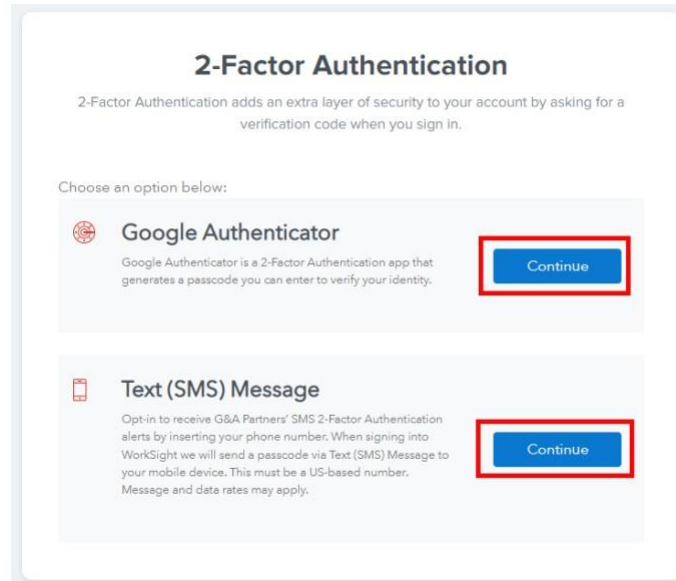 2-Factor Authentication
2-Factor Authentication adds an extra layer of security to your account by asking for a
verification code when you sign in.
Choose an option below:
Google Authenticator
Google Authenticator is a 2-Factor Authentication app that
generates a passcode you can enter to verify your identity.
Continue
Text (SMS) Message
Opt-in to receive G&A Partners' SMS 2-Factor Authentication
alerts by inserting your phone number. When signing into
WorkSight we will send a passcode via Text (SMS) Message to
your mobile device. This must be a US-based number.
Message and data rates may apply.
Continue